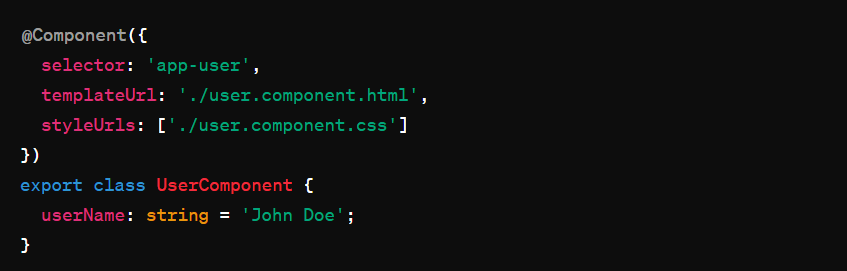 @Component({
  selector: 'app-user',
  templateUrl: './user.component.html',
  styleUrls: ['./user.component.css']
})
export class UserComponent {
  userName: string = 'John Doe';
}